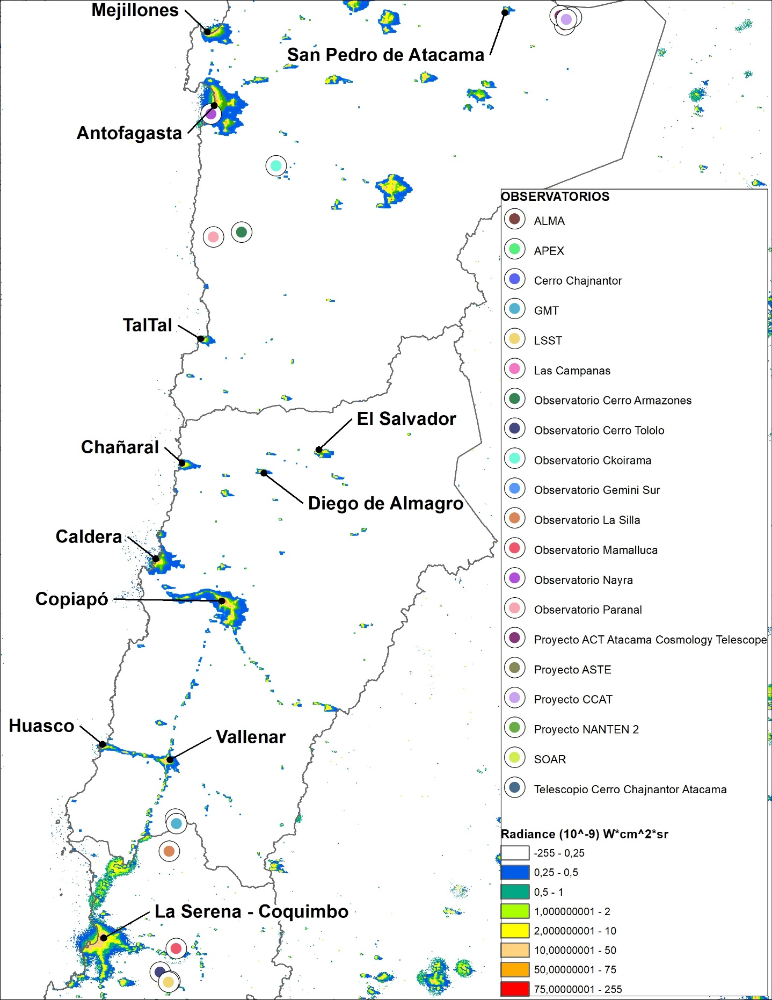 Mejillones
San Pedro de Atacama
Antofagasta
TalTal
El Salvador
Chañaral
Diego de Almagro
Caldera
Copiapó
Huasco
Vallenar
La Serena - Coquimbo
OBSERVATORIOS
ALMA
APEX
Cerro Chajnantor
GMT
LSST
Las Campanas
Observatorio Cerro Armazones
Observatorio Cerro Tololo
Observatorio Ckoirama
Observatorio Gemini Sur
Observatorio La Silla
Observatorio Mamalluca
Observatorio Nayra
Observatorio Paranal
Proyecto ACT Atacama Cosmology Telescope
Proyecto ASTE
Proyecto CCAT
Proyecto NANTEN 2
SOAR
Telescopio Cerro Chajnantor Atacama
Radiance (10^-9) W*cm^2*sr
-255 - 0,25
0,25 - 0,5
0,5 - 1
1,000000001 - 2
2,000000001 - 10
10,00000001 - 50
50,00000001 - 75
75,00000001 - 255